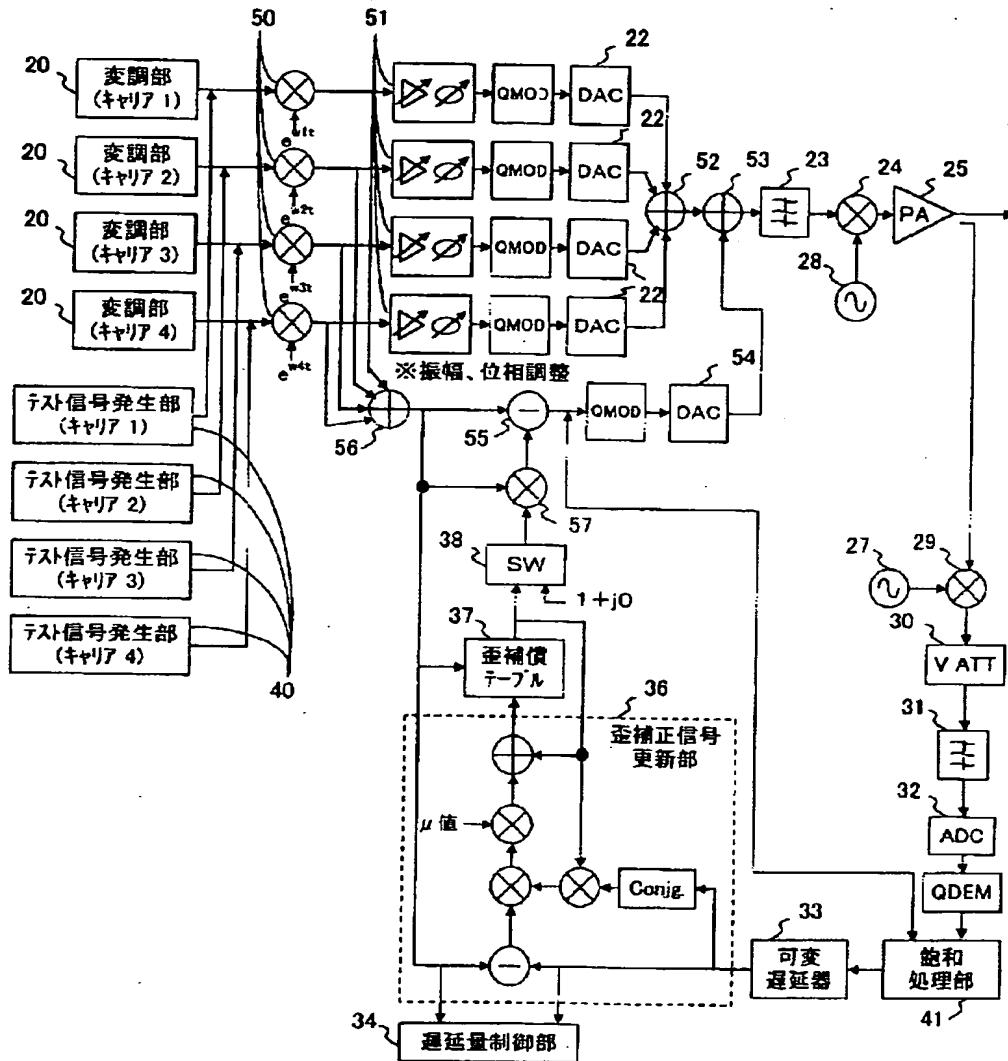 50
51
22
20
変調部
(キャリア 1)
QMOD
DAC
e
w1t
22
20
変調部
(キャリア 2)
QMOD
DAC
52
53
23
24
25
PA
e
w2t
20
変調部
(キャリア 3)
QMOD
DAC
22
28
e
w3t
22
20
変調部
(キャリア 4)
QMOD
DAC
e
w4t
※振幅、位相調整
54
テスト信号発生部
(キャリア 1)
56
55
QMOD
DAC
テスト信号発生部
(キャリア 2)
57
38
SW
1+j0
27
29
テスト信号発生部
(キャリア 3)
37
歪補償
テーブル
30
V ATT
テスト信号発生部
(キャリア 4)
40
36
歪補正信号
更新部
31
μ値
32
ADC
Conjg.
QDEM
33
可変
遅延器
飽和
処理部
41
34
遅延量制御部